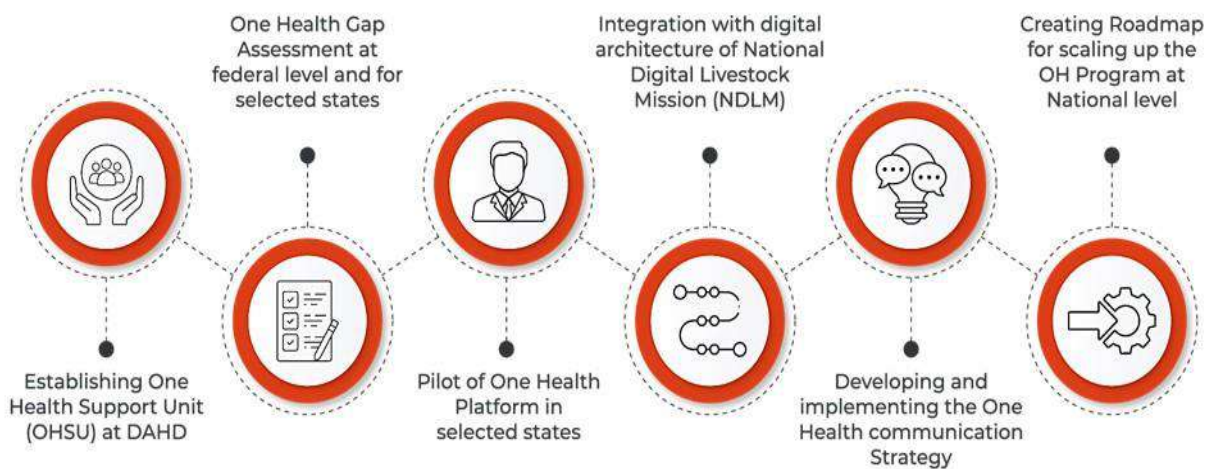 Establishing One
Health Support Unit
(OHSU) at DAHD
One Health Gap
Assessment at
federal level and for
selected states
Pilot of One Health
Platform in
selected states
Integration with digital
architecture of National
Digital Livestock
Mission (NDLM)
Developing and
implementing the One
Health communication
Strategy
Creating Roadmap
for scaling up the
OH Program at
National level